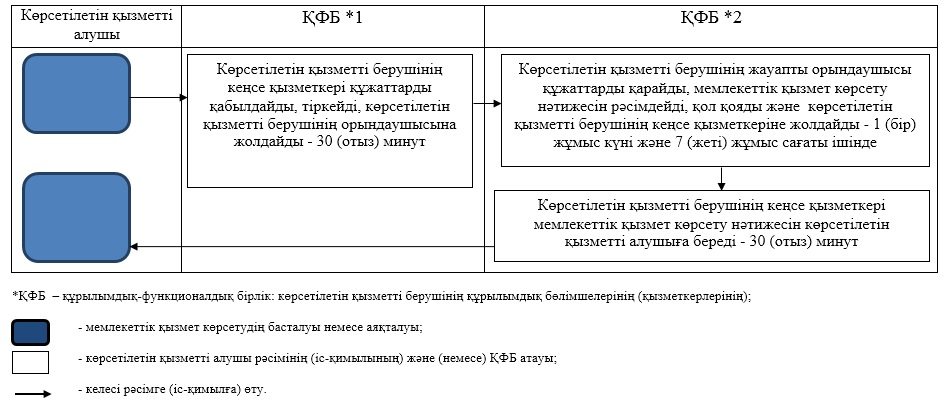 Көрсетілетін қызметті
алушы
ҚФБ *1
ҚФБ *2
Көрсетілетін қызметті берушінің
кеңсе қызметкері құжаттарды
қабылдайды, тіркейді, көрсетілетін
қызметті берушінің орындаушысына
жолдайды - 30 (отыз) минут
Көрсетілетін қызметті берушінің жауапты орындаушысы
құжаттарды қарайды, мемлекеттік қызмет көрсету
нәтижесін рәсімдейді, қол қояды және көрсетілетін
қызметті берушінің кеңсе қызметкеріне жолдайды - 1 (бір)
жұмыс күні және 7 (жеті) жұмыс сағаты ішінде
Көрсетілетін қызметті берушінің кеңсе қызметкері
мемлекеттік қызмет көрсету нәтижесін көрсетілетін
қызметті алушыға береді - 30 (отыз) минут
*ҚФБ – құрылымдық-функционалдық бірлік: көрсетілетін қызметті берушінің құрылымдық бөлімшелерінің (қызметкерлерінің);
- мемлекеттік қызмет көрсетудің басталуы немесе аяқталуы;
- көрсетілетін қызметті алушы рәсімінің (іс-қимылының) және (немесе) ҚФБ атауы;
- келесі рәсімге (іс-қимылға) өту.